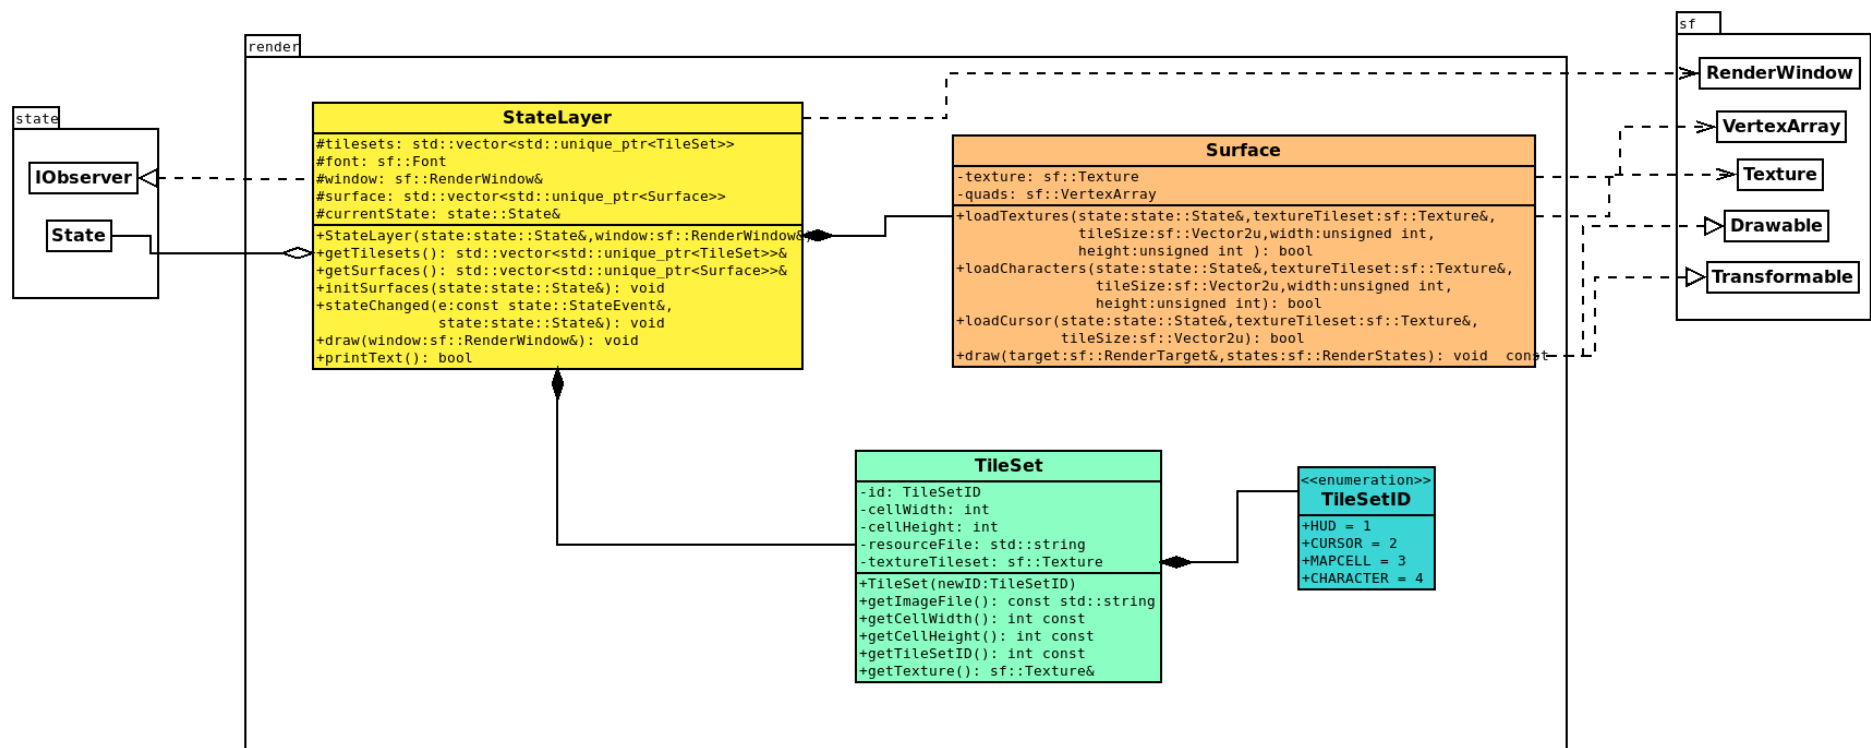 render
sf
RenderWindow
VertexArray
Texture
Drawable
Transformable
state
IObserver
State
StateLayer
#tilesets: std::vector<std::unique_ptr<TileSet>>
#font: sf::Font
#window: sf::RenderWindow&
#surface: std::vector<std::unique_ptr<Surface>>
#currentState: state::State&
+StateLayer(state:state::State&,window:sf::RenderWindow&)
+getTilesets(): std::vector<std::unique_ptr<TileSet>>&
+getSurfaces(): std::vector<std::unique_ptr<Surface>>&
+initSurfaces(state:state::State&): void
+stateChanged(e:const state::StateEvent&,
state:state::State&): void
+draw(window:sf::RenderWindow&): void
+printText(): bool
Surface
-texture: sf::Texture
-quads: sf::VertexArray
+loadTextures(state:state::State&,textureTileset:sf::Texture&,
tileSize:sf::Vector2u,width:unsigned int,
height:unsigned int ): bool
+loadCharacters(state:state::State&,textureTileset:sf::Texture&,
tileSize:sf::Vector2u,width:unsigned int,
height:unsigned int): bool
+loadCursor(state:state::State&,textureTileset:sf::Texture&,
tileSize:sf::Vector2u): bool
+draw(target:sf::RenderTarget&,states:sf::RenderStates): void  const
TileSet
-id: TileSetID
-cellWidth: int
-cellHeight: int
-resourceFile: std::string
-textureTileset: sf::Texture
+TileSet(newID:TileSetID)
+getImageFile(): const std::string
+getCellWidth(): int const
+getCellHeight(): int const
+getTileSetID(): int const
+getTexture(): sf::Texture&
<<enumeration>>
TileSetID
+HUD = 1
+CURSOR = 2
+MAPCELL = 3
+CHARACTER = 4